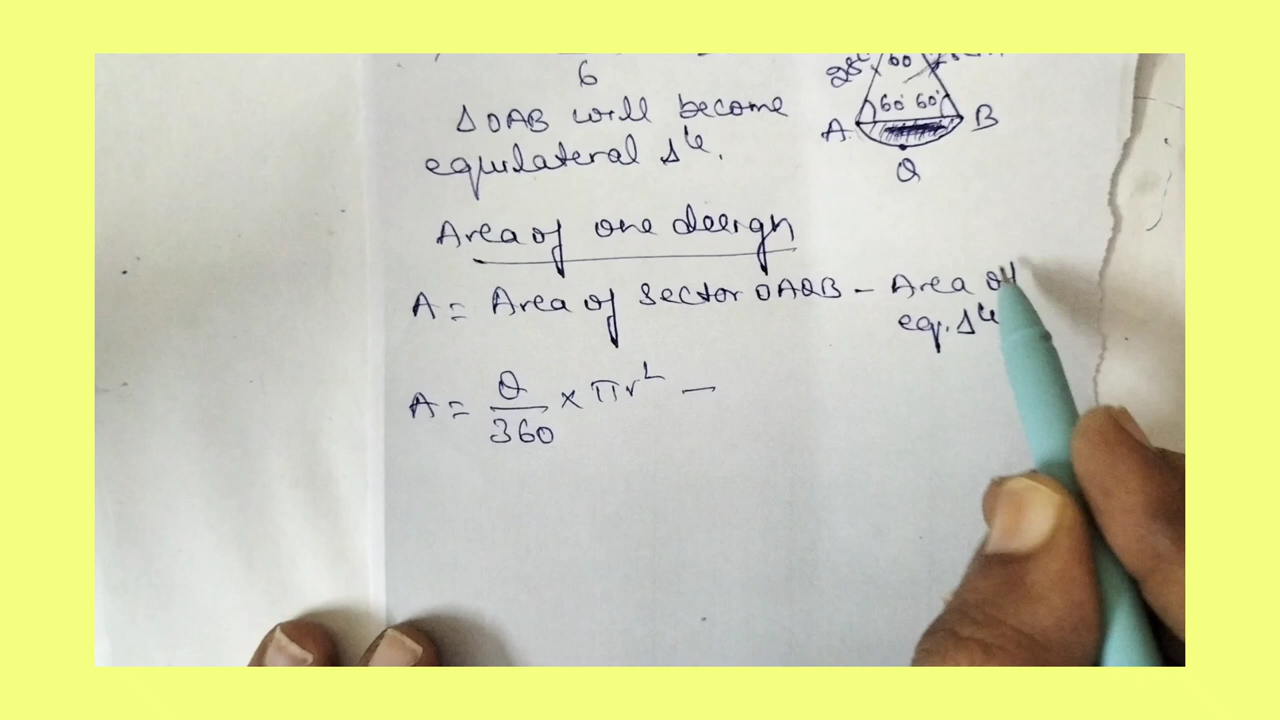 6
28 60
ΔOAB will become
60° 60°
A B
equilateral Δle.
Q
Area of one design
A = Area of sector OAQB - Area of
eq. Δle
A = θ/360 × πr² -